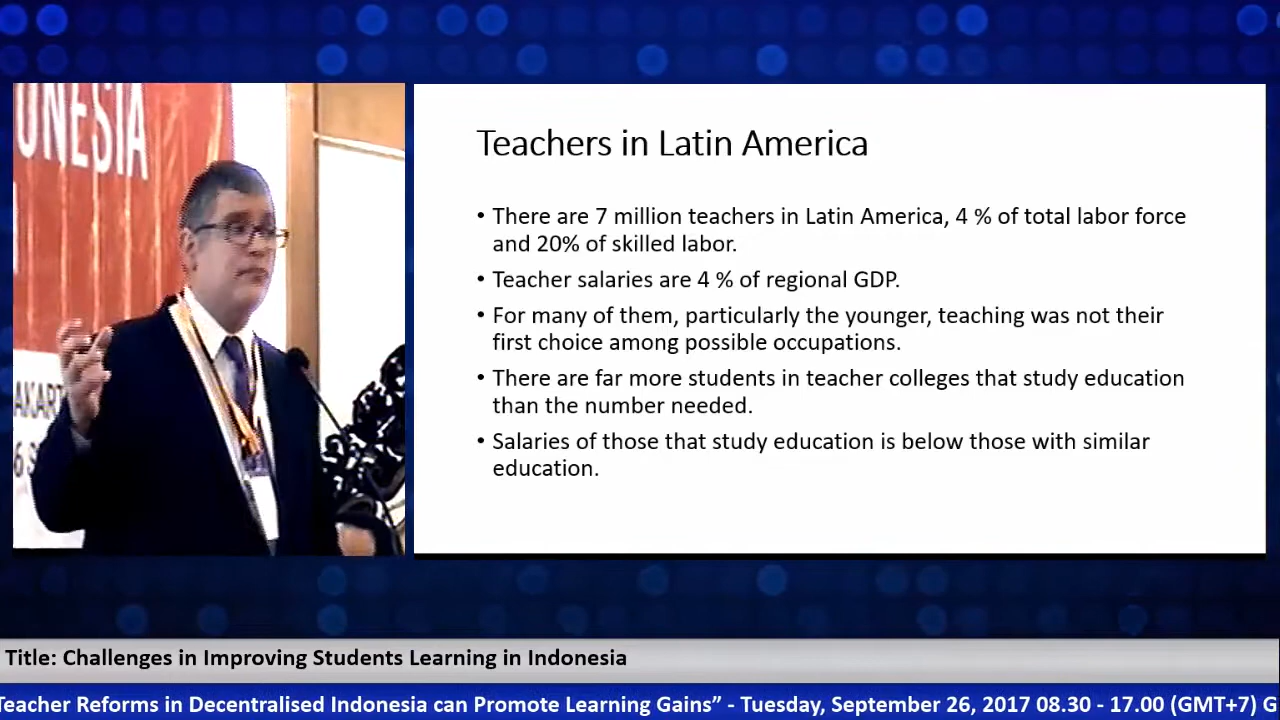 ONESIA
AKART
6 S
Teachers in Latin America
• There are 7 million teachers in Latin America, 4 % of total labor force
and 20% of skilled labor.
• Teacher salaries are 4 % of regional GDP.
• For many of them, particularly the younger, teaching was not their
first choice among possible occupations.
• There are far more students in teacher colleges that study education
than the number needed.
• Salaries of those that study education is below those with similar
education.
Title: Challenges in Improving Students Learning in Indonesia
Teacher Reforms in Decentralised Indonesia can Promote Learning Gains” - Tuesday, September 26, 2017 08.30 - 17.00 (GMT+7) G